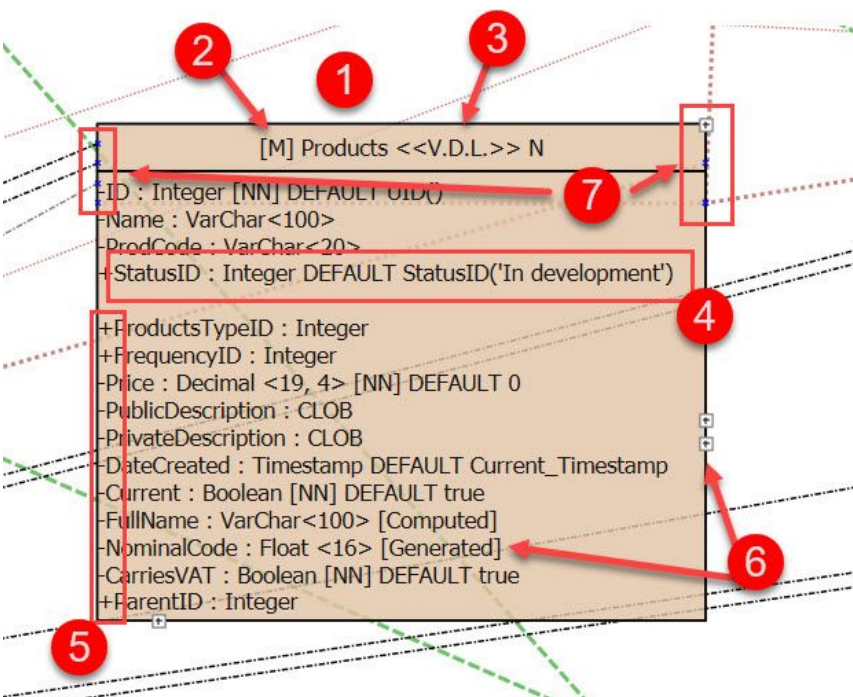 2
3
1
[M] Products <<V.D.L.>> N
7
-ID : Integer [NN] DEFAULT UID()
-Name : VarChar<100>
-ProdCode : VarChar<20>
+StatusID : Integer DEFAULT StatusID('In development')
4
+ProductsTypeID : Integer
+FrequencyID : Integer
-Price : Decimal <19, 4> [NN] DEFAULT 0
-PublicDescription : CLOB
-PrivateDescription : CLOB
-DateCreated : Timestamp DEFAULT Current_Timestamp
-Current : Boolean [NN] DEFAULT true
-FullName : VarChar<100> [Computed]
-NominalCode : Float <16> [Generated]
6
-CarriesVAT : Boolean [NN] DEFAULT true
+ParentID : Integer
5